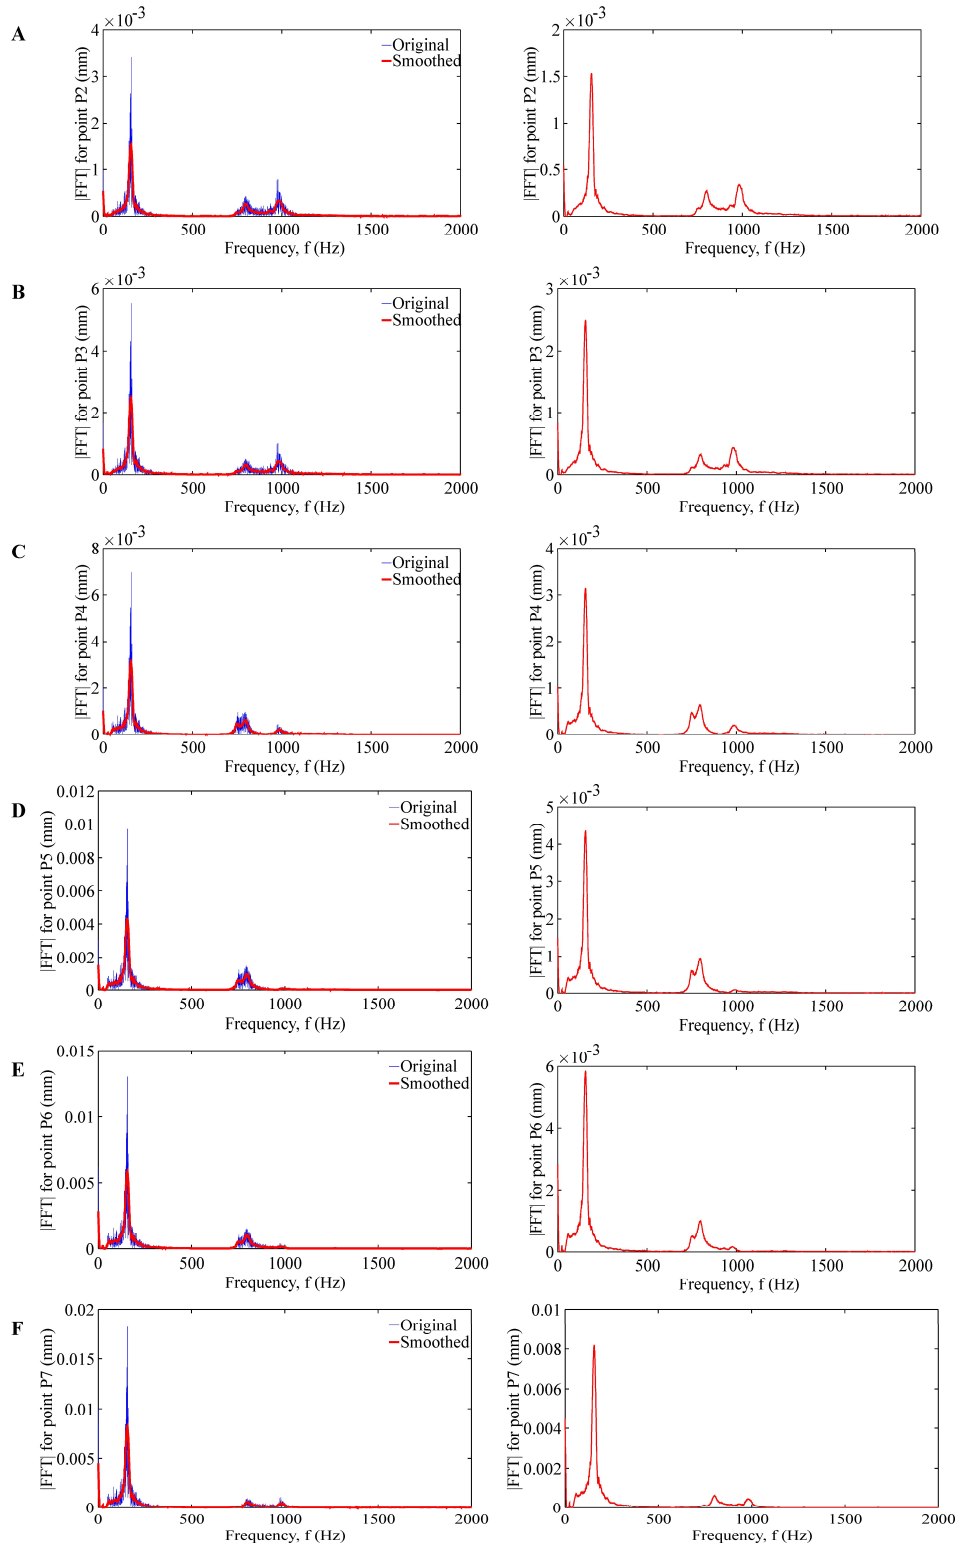 A
×10-3
4
3
2
1
0
|FFT| for point P2 (mm)
Original
Smoothed
0 500 1000 1500 2000
Frequency, f (Hz)
2
1.5
1
0.5
0
|FFT| for point P2 (mm)
×10-3
0 500 1000 1500 2000
Frequency, f (Hz)
B
×10-3
6
4
2
0
|FFT| for point P3 (mm)
Original
Smoothed
0 500 1000 1500 2000
Frequency, f (Hz)
×10-3
3
2
1
0
|FFT| for point P3 (mm)
0 500 1000 1500 2000
Frequency, f (Hz)
C
×10-3
8
6
4
2
0
|FFT| for point P4 (mm)
Original
Smoothed
0 500 1000 1500 2000
Frequency, f (Hz)
×10-3
4
3
2
1
0
|FFT| for point P4 (mm)
0 500 1000 1500 2000
Frequency, f (Hz)
D
0.012
0.01
0.008
0.006
0.004
0.002
0
|FFT| for point P5 (mm)
Original
Smoothed
0 500 1000 1500 2000
Frequency, f (Hz)
×10-3
5
4
3
2
1
0
|FFT| for point P5 (mm)
0 500 1000 1500 2000
Frequency, f (Hz)
E
0.015
0.01
0.005
0
|FFT| for point P6 (mm)
Original
Smoothed
0 500 1000 1500 2000
Frequency, f (Hz)
×10-3
6
4
2
0
|FFT| for point P6 (mm)
0 500 1000 1500 2000
Frequency, f (Hz)
F
0.02
0.015
0.01
0.005
0
|FFT| for point P7 (mm)
Original
Smoothed
0 500 1000 1500 2000
Frequency, f (Hz)
0.01
0.008
0.006
0.004
0.002
0
|FFT| for point P7 (mm)
0 500 1000 1500 2000
Frequency, f (Hz)